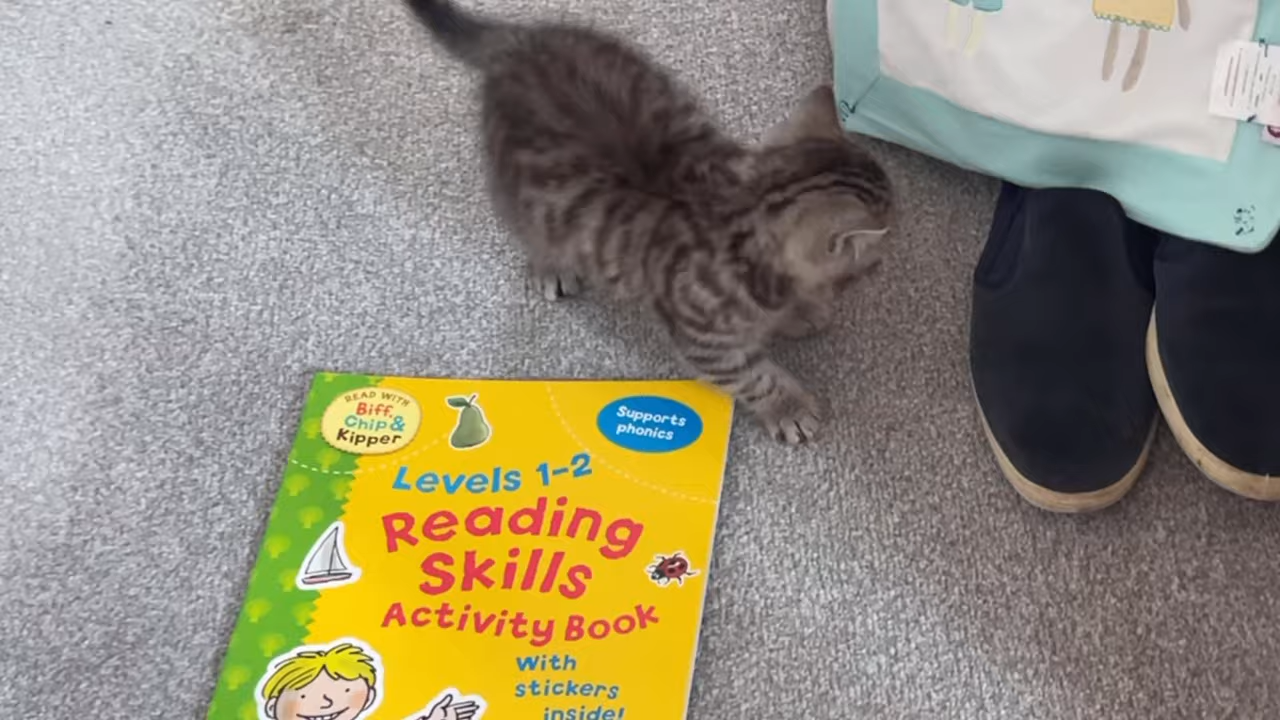 READ WITH
Biff,
Chip &
Kipper
Supports
phonics
Levels 1-2
Reading
Skills
Activity Book
With
stickers
inside!